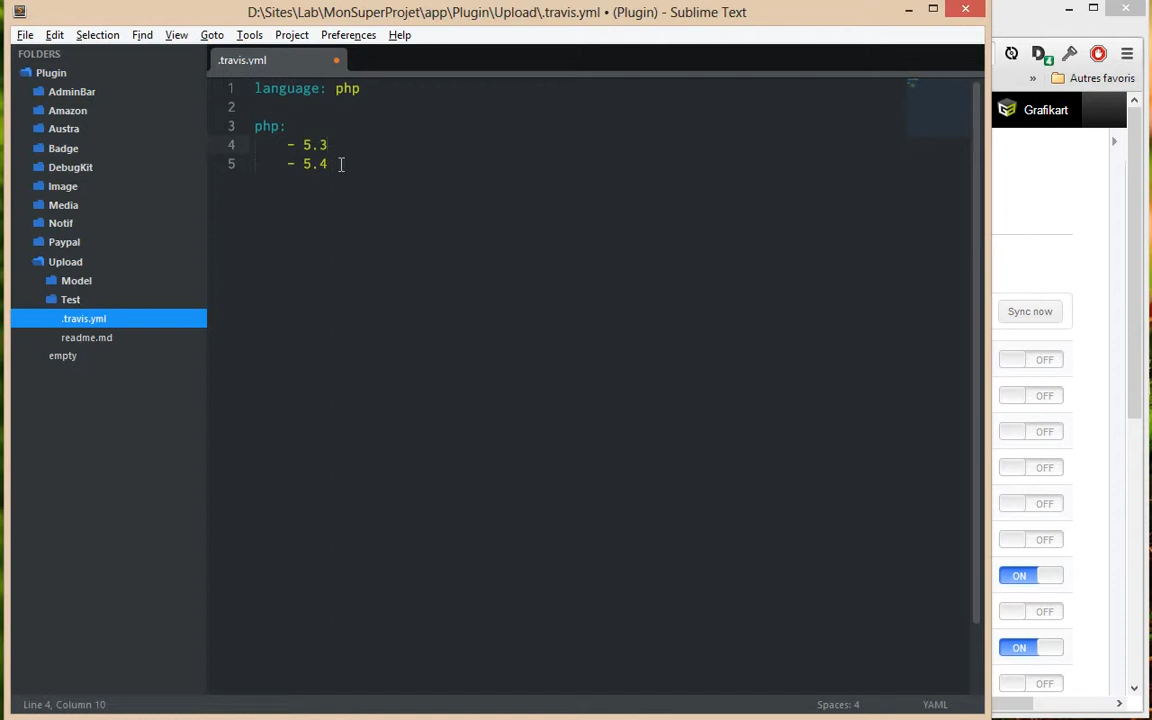 D:\Sites\Lab\MonSuperProjet\app\Plugin\Upload\.travis.yml • (Plugin) - Sublime Text
File Edit Selection Find View Goto Tools Project Preferences Help
FOLDERS
Plugin
AdminBar
Amazon
Austra
Badge
DebugKit
Image
Media
Notif
Paypal
Upload
Model
Test
.travis.yml
readme.md
empty
.travis.yml
1 language: php
2
3 php:
4 - 5.3
5 - 5.4
Line 4, Column 10
Spaces: 4
YAML
4
» Autres favoris
Grafikart
Sync now
OFF
OFF
OFF
OFF
OFF
OFF
ON
OFF
ON
OFF